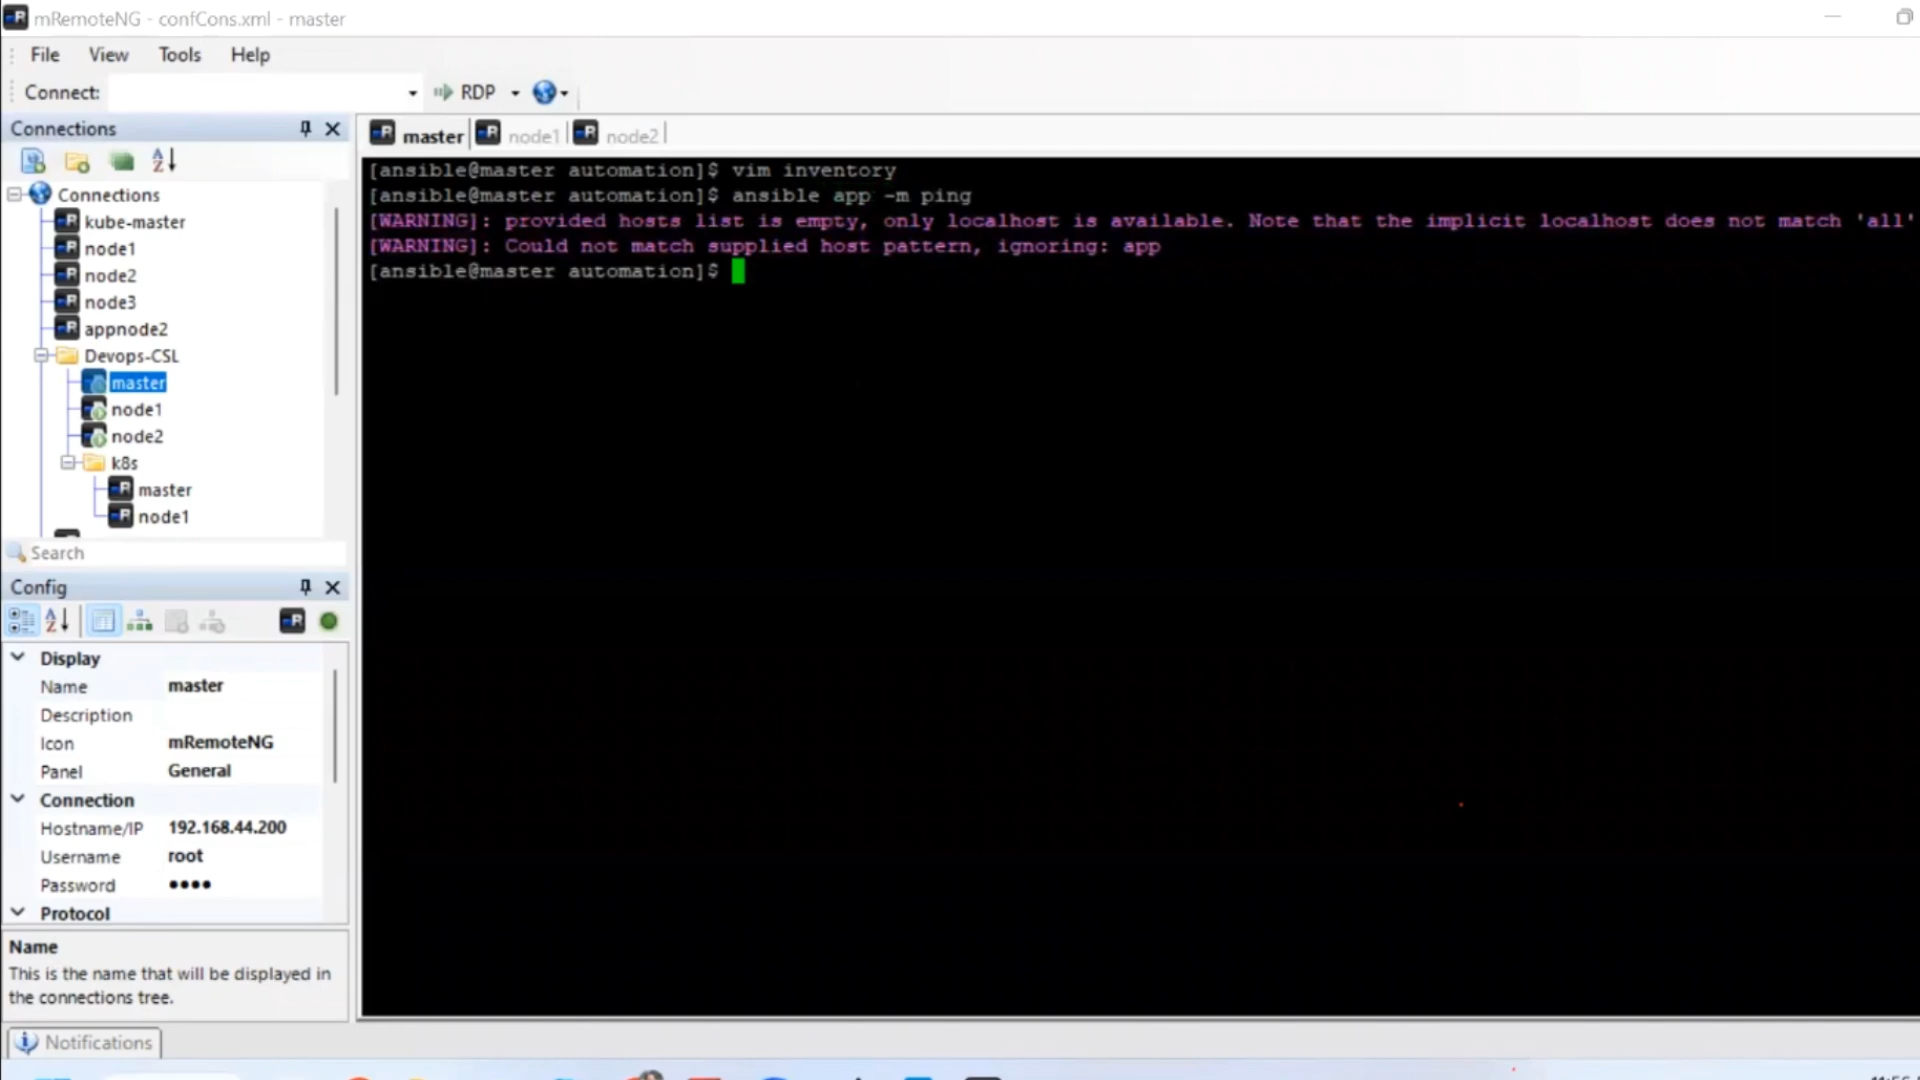 mRemoteNG - confCons.xml - master
File View Tools Help
Connect: RDP
Connections
master node1 node2
Connections
kube-master
node1
node2
node3
appnode2
Devops-CSL
master
node1
node2
k8s
master
node1
Search
[ansible@master automation]$ vim inventory
[ansible@master automation]$ ansible app -m ping
[WARNING]: provided hosts list is empty, only localhost is available. Note that the implicit localhost does not match 'all'
[WARNING]: Could not match supplied host pattern, ignoring: app
[ansible@master automation]$
Config
Display
Name master
Description
Icon mRemoteNG
Panel General
Connection
Hostname/IP 192.168.44.200
Username root
Password ••••
Protocol
Name
This is the name that will be displayed in
the connections tree.
Notifications